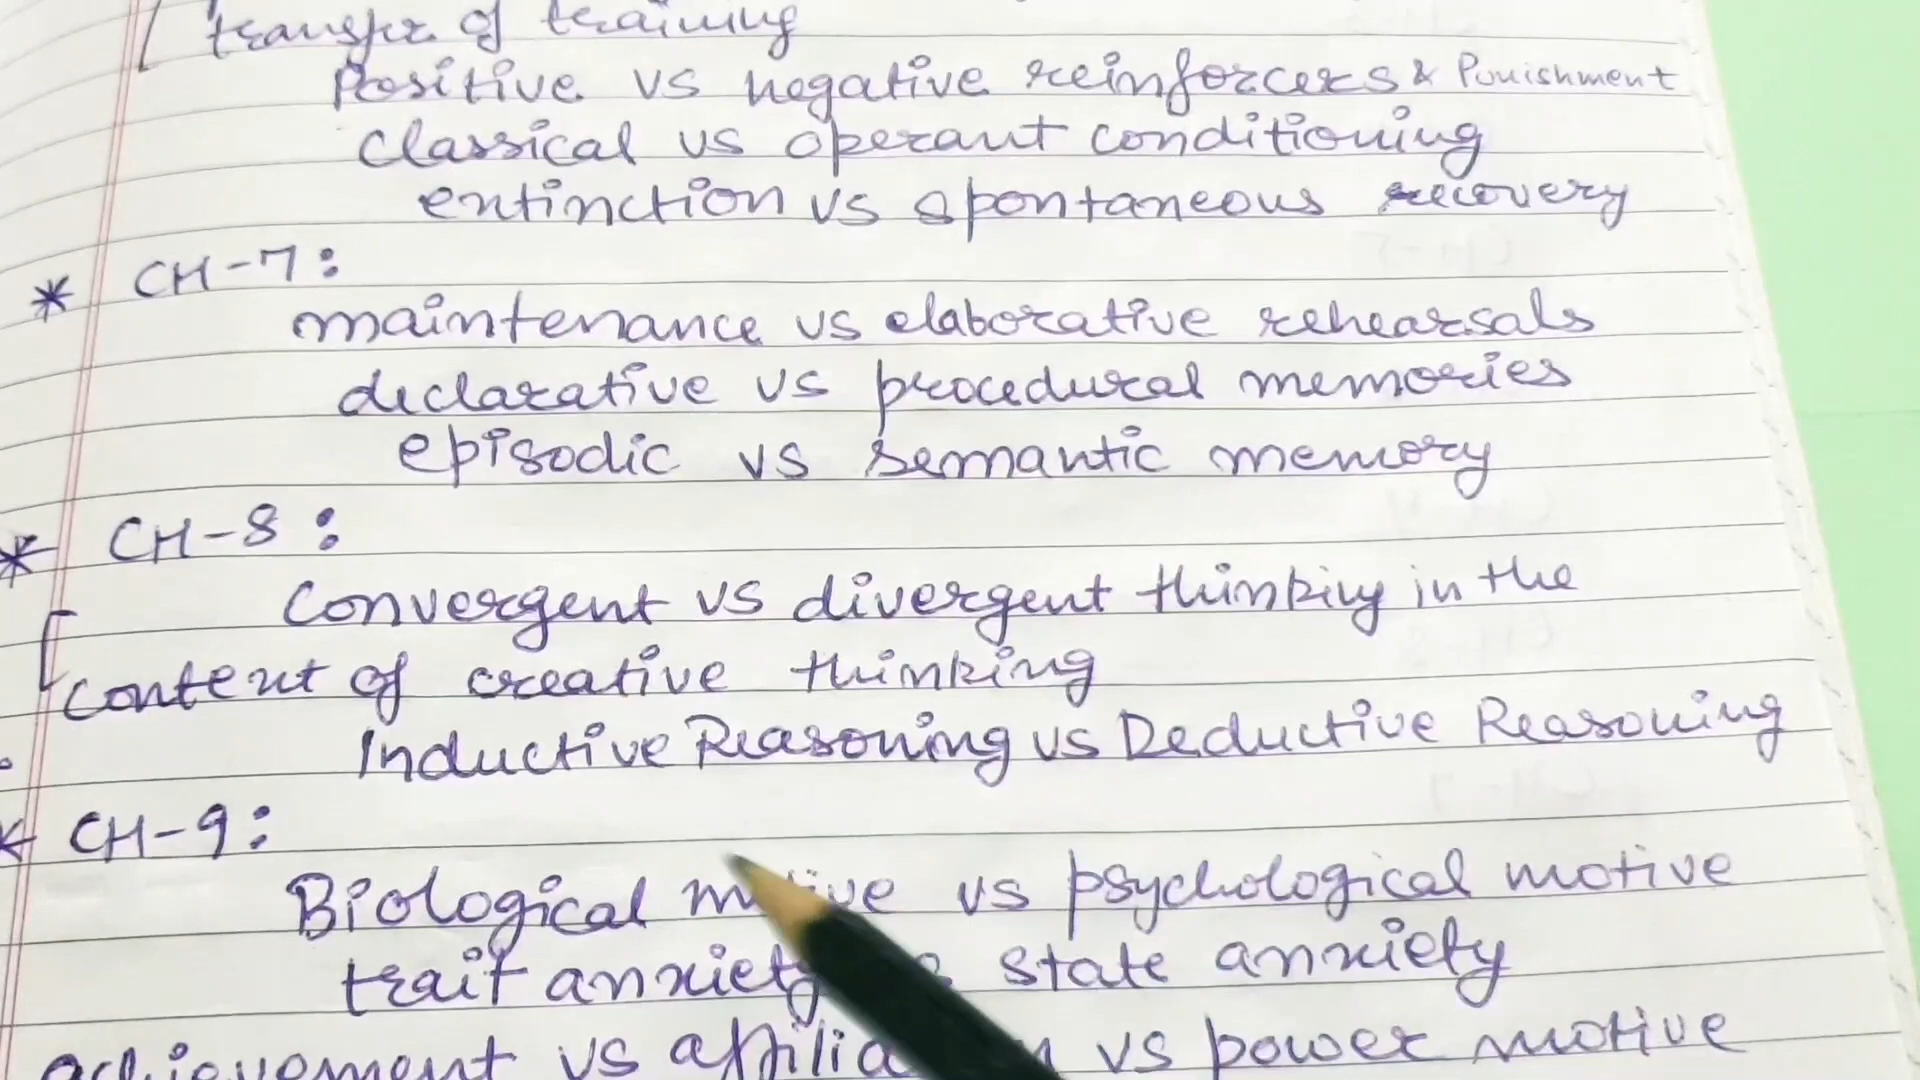 transfer of training
Positive vs negative reinforcers & Punishment
Classical vs operant conditioning
extinction vs spontaneous recovery
* CH-7:
maintenance vs elaborative rehearsals
declarative vs procedural memories
episodic vs semantic memory
* CH-8:
Convergent vs divergent thinking in the
context of creative thinking
Inductive Reasoning vs Deductive Reasoning
CH-9:
Biological vs psychological motive
trait anxiety state anxiety
achievement vs vs power motive